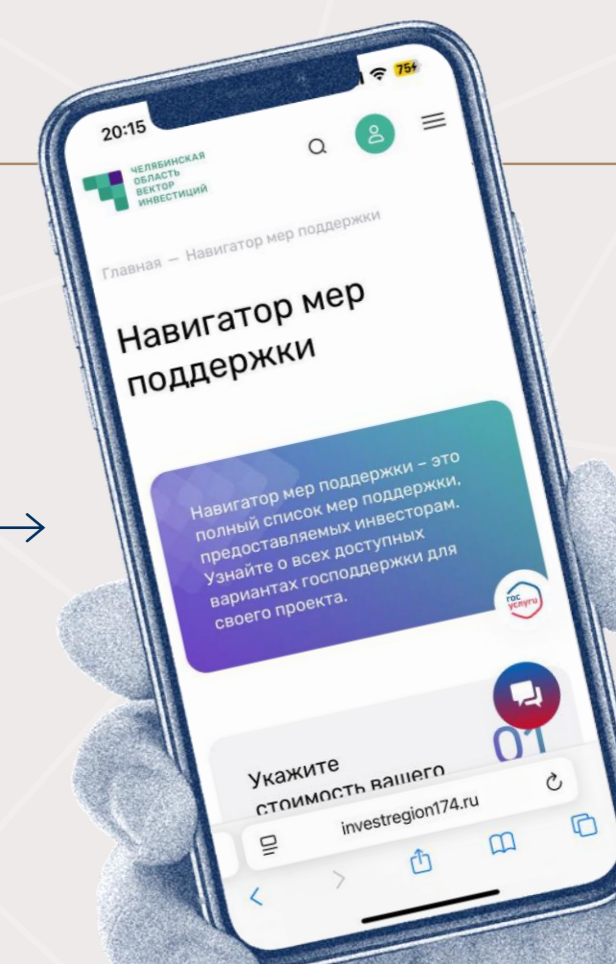 20:15
75
ЧЕЛЯБИНСКАЯ
ОБЛАСТЬ
ВЕКТОР
ИНВЕСТИЦИЙ
Главная — Навигатор мер поддержки
Навигатор мер
поддержки
Навигатор мер поддержки – это
полный список мер поддержки,
предоставляемых инвесторам.
Узнайте о всех доступных
вариантах господдержки для
своего проекта.
гос
услуги
01
Укажите
стоимость вашего
investregion174.ru